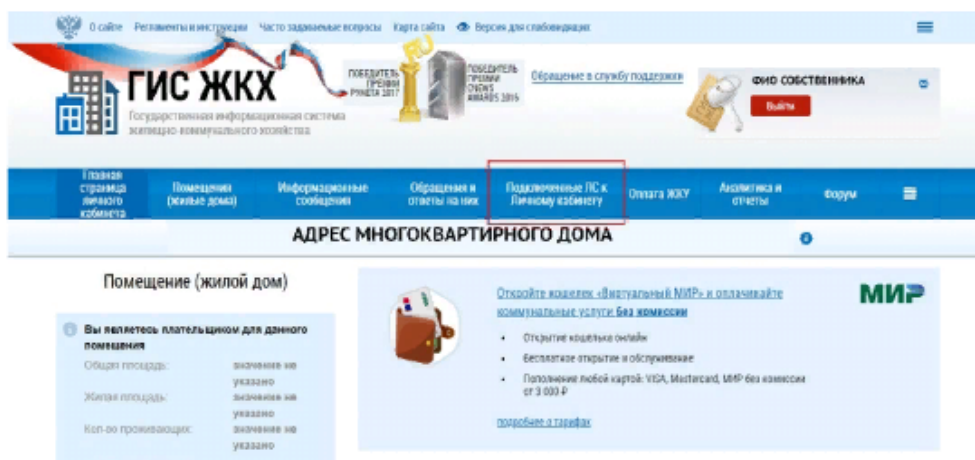 О сайте Регламенты и инструкции Часто задаваемые вопросы Карта сайта Версия для слабовидящих
ГИС ЖКХ
Государственная информационная система
жилищно-коммунального хозяйства
ПОБЕДИТЕЛЬ
ПРЕМИИ
РУНЕТА 2017
RU
ПОБЕДИТЕЛЬ
ПРЕМИИ
CNEWS
AWARDS 2016
Обращение в службу поддержки
ФИО СОБСТВЕННИКА
Выйти
Главная
страница
личного
кабинета
Помещения
(жилые дома)
Информационные
сообщения
Обращения и
ответы на них
Подключенные ЛС к
Личному кабинету
Оплата ЖКУ
Аналитика и
отчеты
Форум
АДРЕС МНОГОКВАРТИРНОГО ДОМА
Помещение (жилой дом)
Вы являетесь плательщиком для данного
помещения
Общая площадь: значение не
указано
Жилая площадь: значение не
указано
Кол-во проживающих: значение не
указано
Откройте кошелек «Виртуальный МИР» и оплачивайте
коммунальные услуги без комиссии
• Открытие кошелька онлайн
• Бесплатное открытие и обслуживание
• Пополнение любой картой: VISA, Mastercard, МИР без комиссии
от 3 000 ₽
подробнее о тарифах
МИР